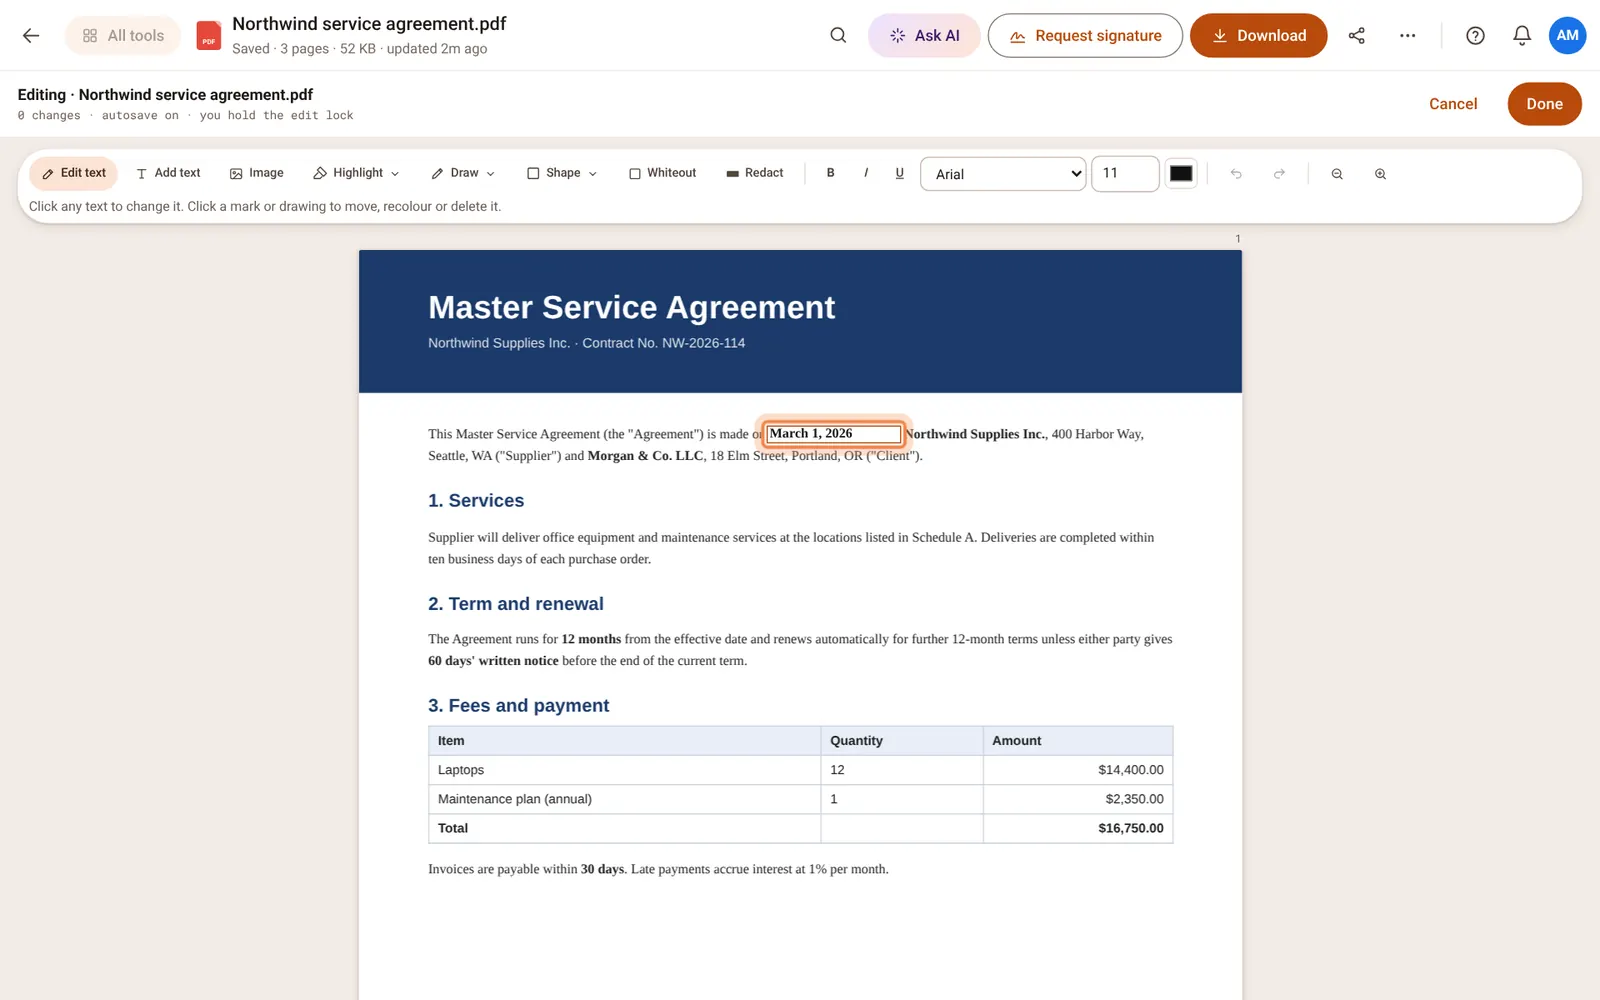 All tools
PDF
Northwind service agreement.pdf
Saved · 3 pages · 52 KB · updated 2m ago
Ask AI
Request signature
Download
AM
Editing · Northwind service agreement.pdf
0 changes · autosave on · you hold the edit lock
Cancel
Done
Edit text
Add text
Image
Highlight
Draw
Shape
Whiteout
Redact
B
I
U
Arial
11
Click any text to change it. Click a mark or drawing to move, recolour or delete it.
1
Master Service Agreement
Northwind Supplies Inc. · Contract No. NW-2026-114
This Master Service Agreement (the "Agreement") is made on March 1, 2026 Northwind Supplies Inc., 400 Harbor Way,
Seattle, WA ("Supplier") and Morgan & Co. LLC, 18 Elm Street, Portland, OR ("Client").
1. Services
Supplier will deliver office equipment and maintenance services at the locations listed in Schedule A. Deliveries are completed within
ten business days of each purchase order.
2. Term and renewal
The Agreement runs for 12 months from the effective date and renews automatically for further 12-month terms unless either party gives
60 days' written notice before the end of the current term.
3. Fees and payment
Item Quantity Amount
Laptops 12 $14,400.00
Maintenance plan (annual) 1 $2,350.00
Total $16,750.00
Invoices are payable within 30 days. Late payments accrue interest at 1% per month.